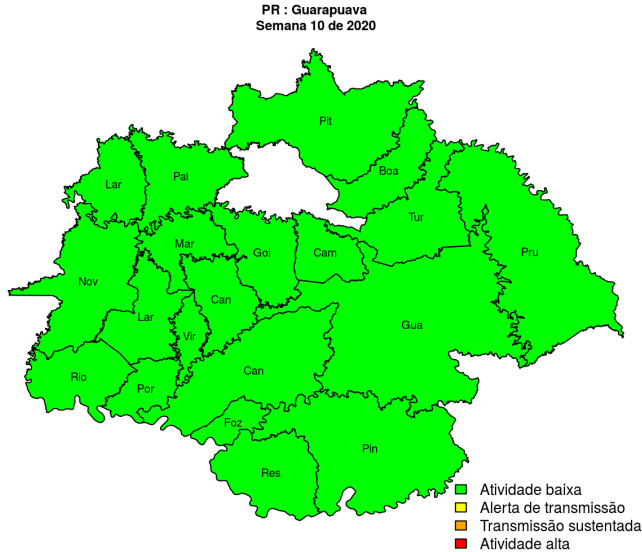 PR : Guarapuava
Semana 10 de 2020
Pit
Boa
Lar
Pal
Tur
Mar
Goi
Cam
Pru
Nov
Can
Lar
Vir
Gua
Rio
Por
Can
Foz
Pin
Res
Atividade baixa
Alerta de transmissão
Transmissão sustentada
Atividade alta